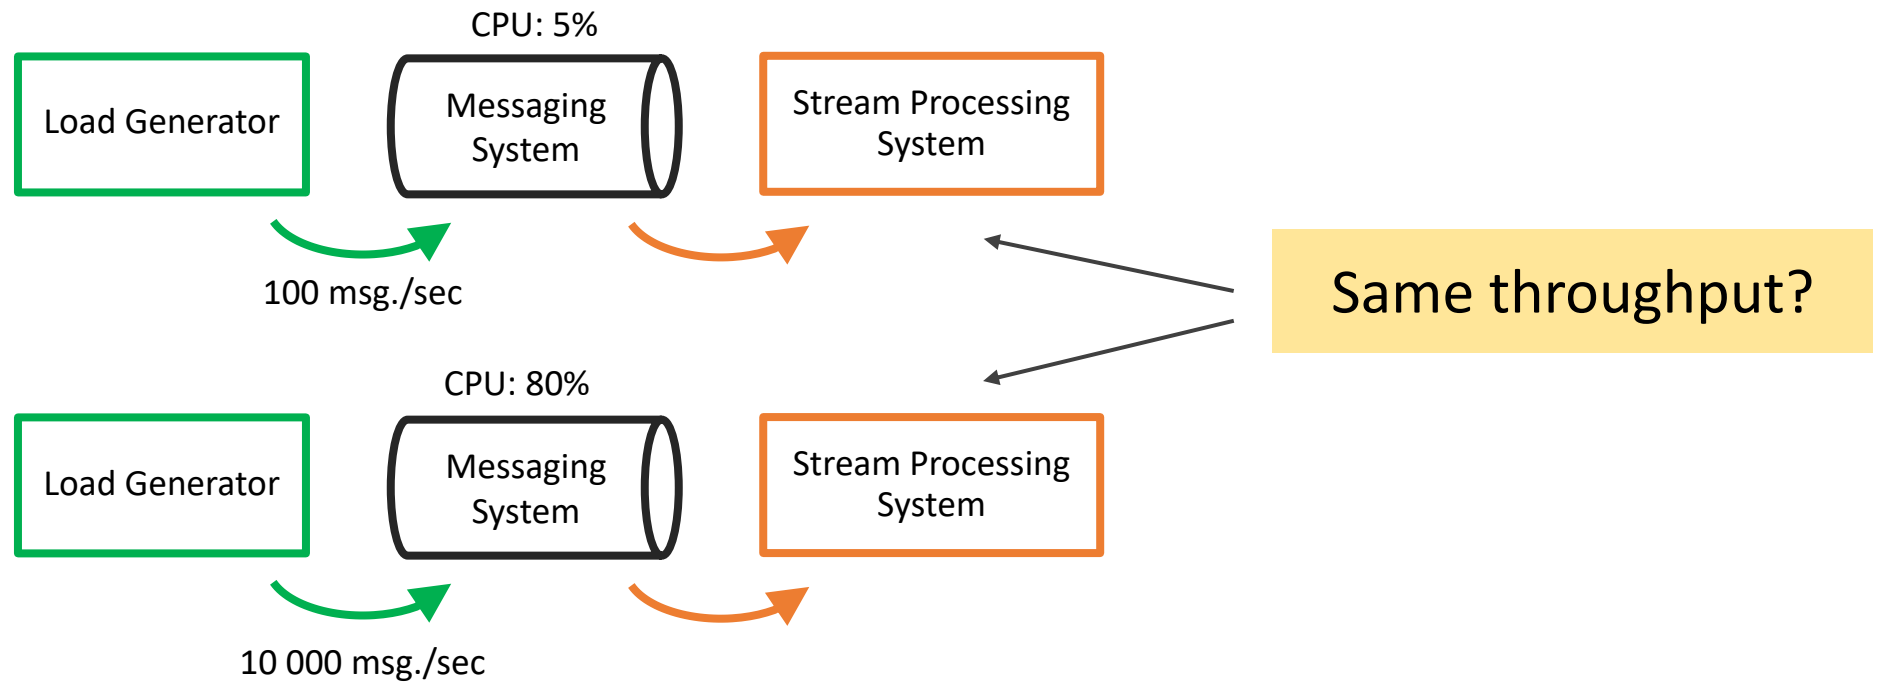 CPU: 5%
Load Generator
Messaging
System
Stream Processing
System
100 msg./sec
Same throughput?
CPU: 80%
Load Generator
Messaging
System
Stream Processing
System
10 000 msg./sec